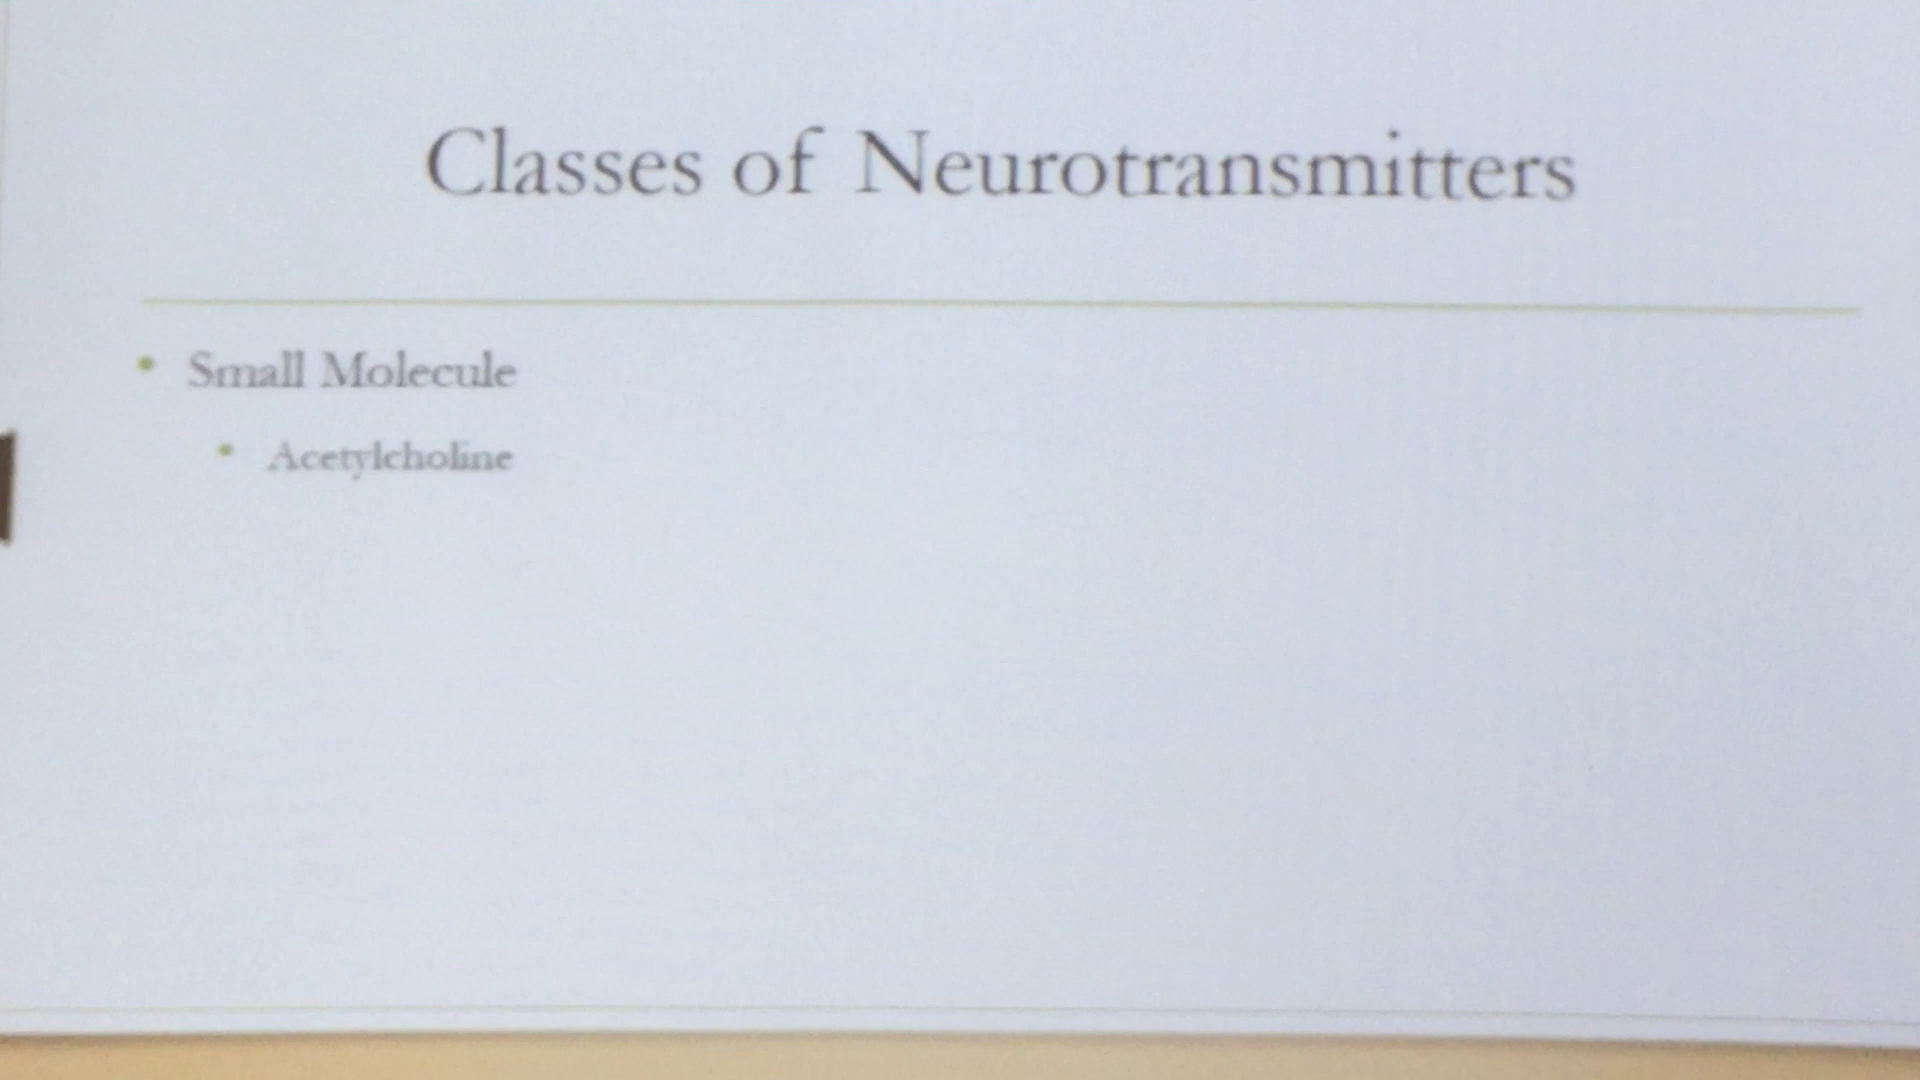 Classes of Neurotransmitters
• Small Molecule
• Acetylcholine